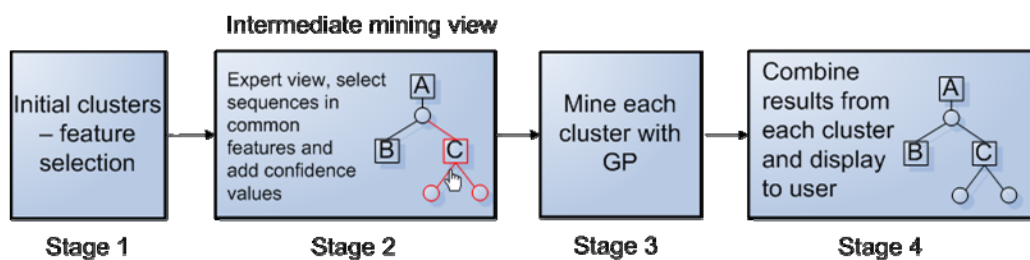 Intermediate mining view
Initial clusters
– feature
selection
Expert view, select
sequences in
common
features and
add confidence
values
A
B
C
Mine each
cluster with
GP
Combine
results from
each cluster
and display
to user
A
B
C
Stage 1
Stage 2
Stage 3
Stage 4